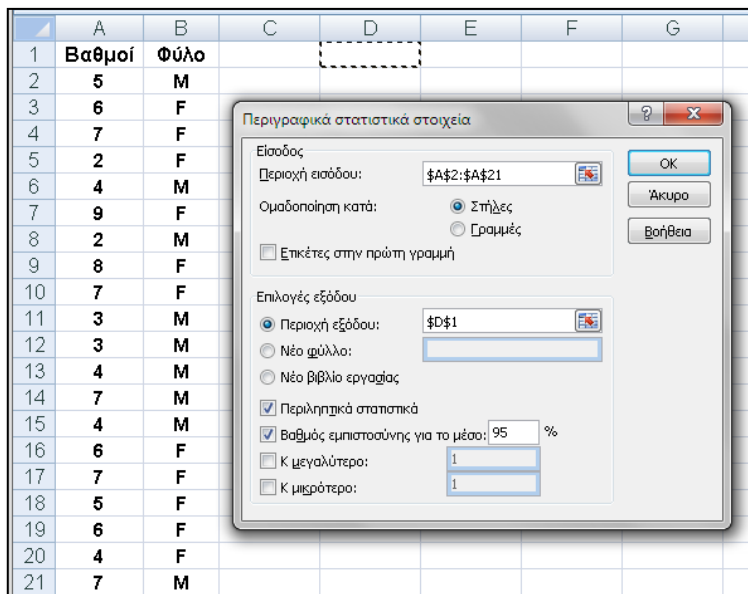 A B C D E F G
1 Βαθμοί Φύλο
2 5 M
3 6 F
4 7 F
5 2 F
6 4 M
7 9 F
8 2 M
9 8 F
10 7 F
11 3 M
12 3 M
13 4 M
14 7 M
15 4 M
16 6 F
17 7 F
18 5 F
19 6 F
20 4 F
21 7 M
Περιγραφικά στατιστικά στοιχεία
Είσοδος
Περιοχή εισόδου: $A$2:$A$21
Ομαδοποίηση κατά: Στήλες
Γραμμές
Ετικέτες στην πρώτη γραμμή
OK
Άκυρο
Βοήθεια
Επιλογές εξόδου
Περιοχή εξόδου: $D$1
Νέο φύλλο:
Νέο βιβλίο εργασίας
Περιληπτικά στατιστικά
Βαθμός εμπιστοσύνης για το μέσο: 95 %
Κ μεγαλύτερο: 1
Κ μικρότερο: 1